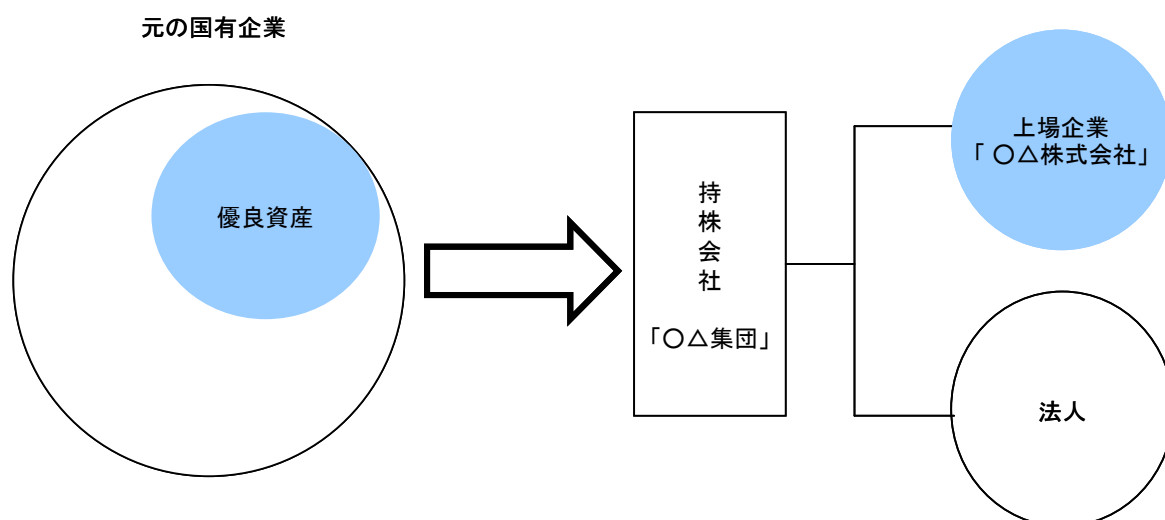 元の国有企業
優良資産
持
株
会
社
「〇△集団」
上場企業
「 〇△株式会社」
法人